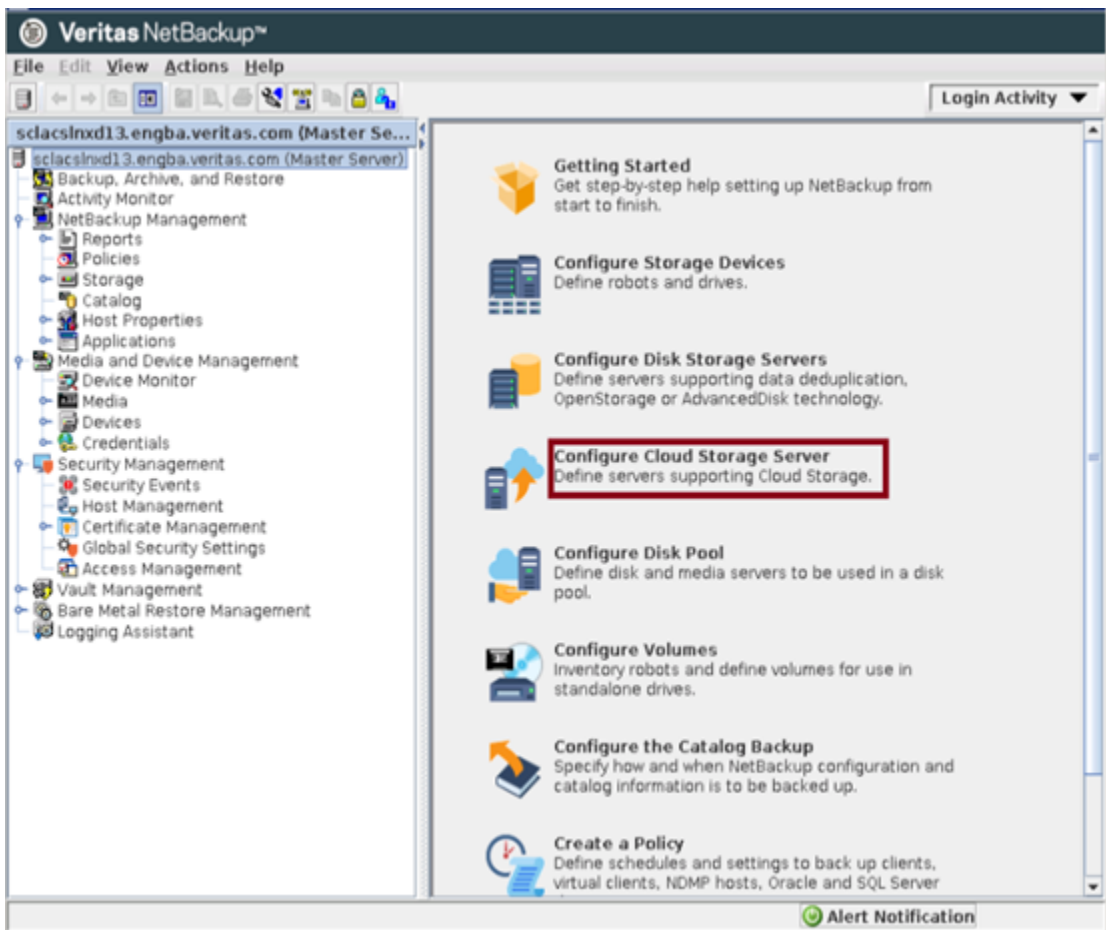 Veritas NetBackup™
File Edit View Actions Help
Login Activity
sclacslnxd13.engba.veritas.com (Master Se...
sclacslnxd13.engba.veritas.com (Master Server)
Backup, Archive, and Restore
Activity Monitor
NetBackup Management
Reports
Policies
Storage
Catalog
Host Properties
Applications
Media and Device Management
Device Monitor
Media
Devices
Credentials
Security Management
Security Events
Host Management
Certificate Management
Global Security Settings
Access Management
Vault Management
Bare Metal Restore Management
Logging Assistant
Getting Started
Get step-by-step help setting up NetBackup from
start to finish.
Configure Storage Devices
Define robots and drives.
Configure Disk Storage Servers
Define servers supporting data deduplication,
OpenStorage or AdvancedDisk technology.
Configure Cloud Storage Server
Define servers supporting Cloud Storage.
Configure Disk Pool
Define disk and media servers to be used in a disk
pool.
Configure Volumes
Inventory robots and define volumes for use in
standalone drives.
Configure the Catalog Backup
Specify how and when NetBackup configuration and
catalog information is to be backed up.
Create a Policy
Define schedules and settings to back up clients,
virtual clients, NDMP hosts, Oracle and SQL Server
Alert Notification